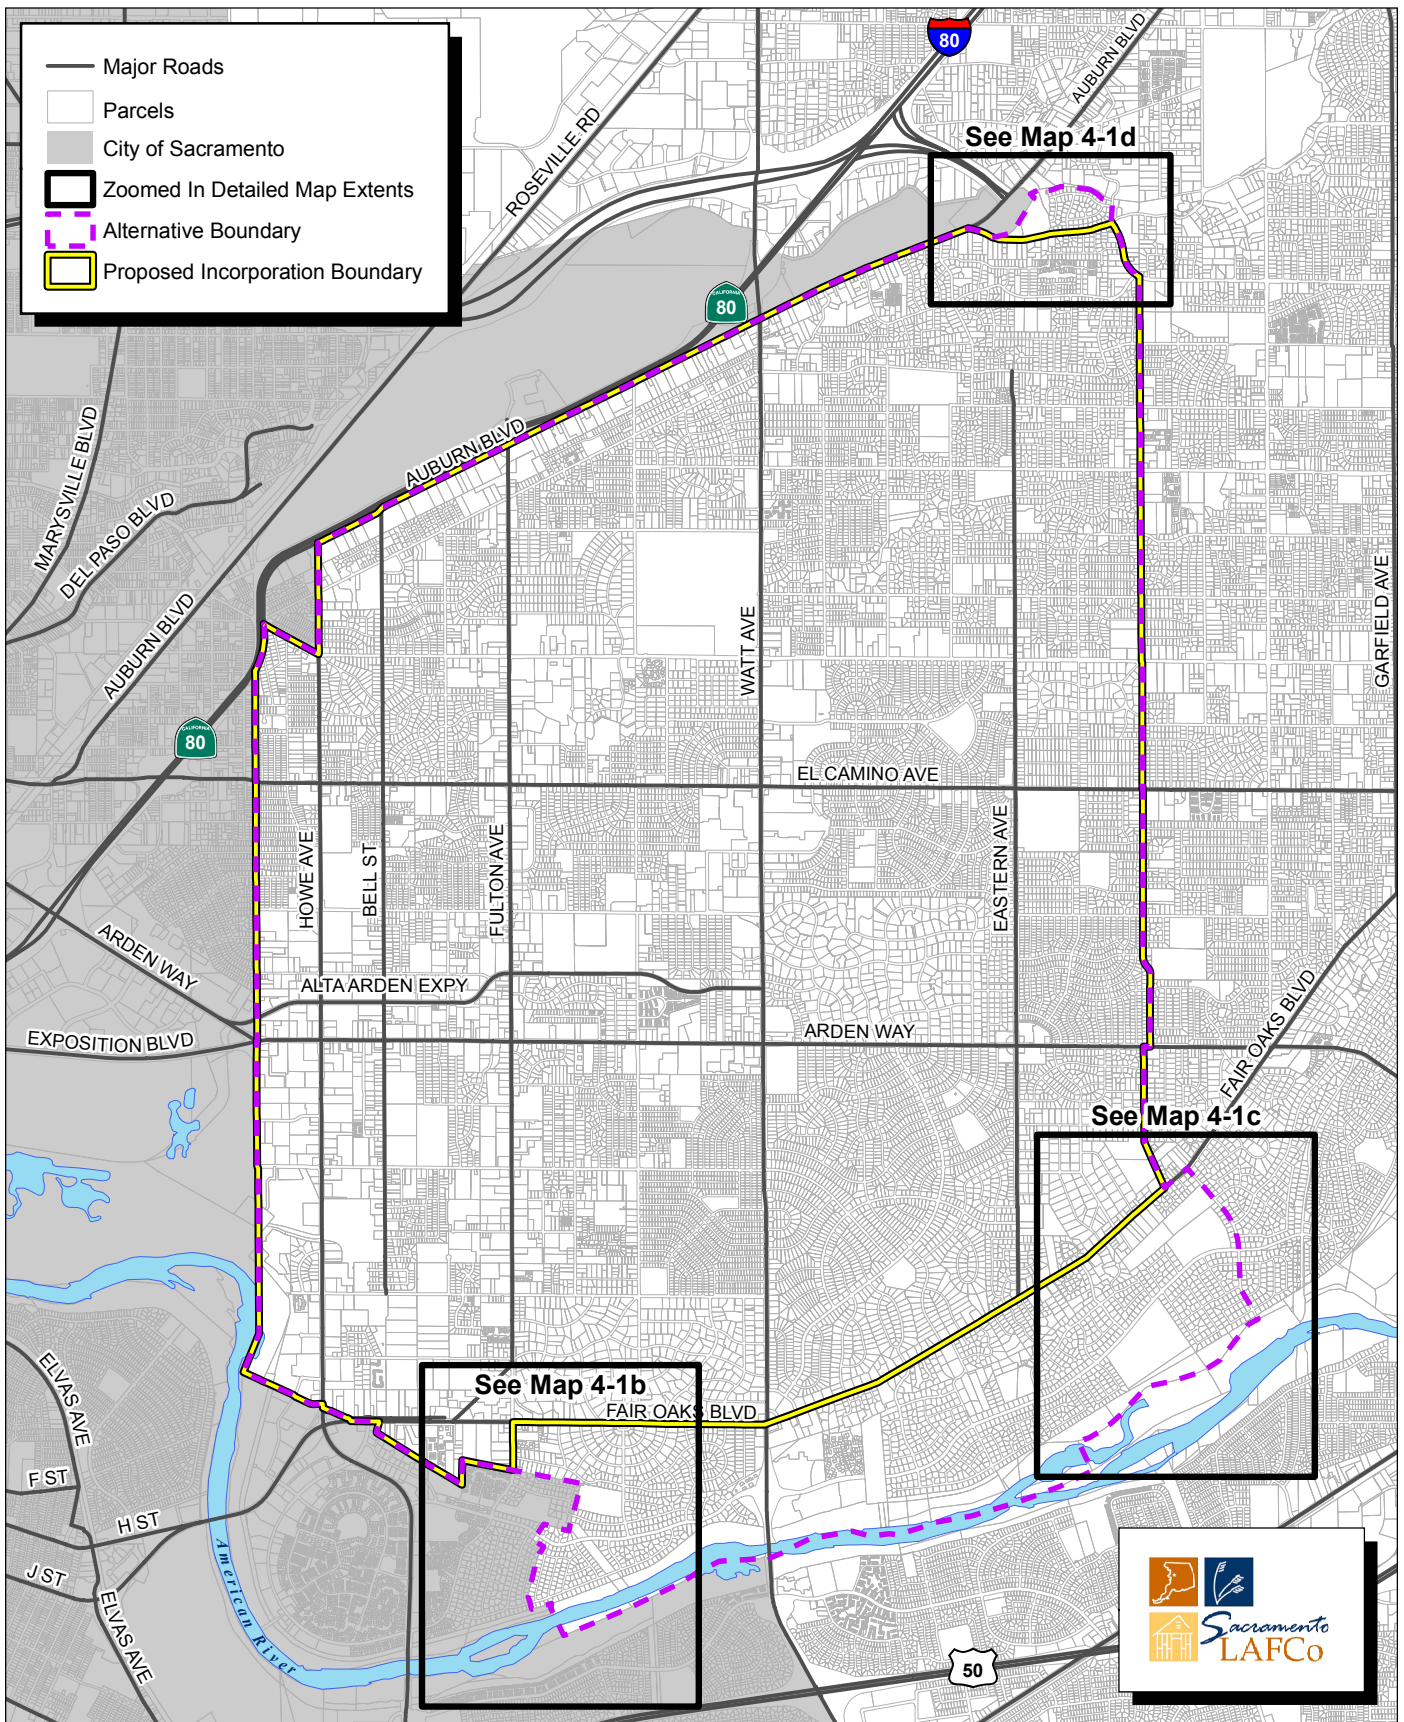 Major Roads
Parcels
City of Sacramento
Zoomed In Detailed Map Extents
Alternative Boundary
Proposed Incorporation Boundary
80
AUBURN BLVD
ROSEVILLE RD
See Map 4-1d
CALIFORNIA
80
AUBURN BLVD
MARYSVILLE BLVD
DEL PASO BLVD
AUBURN BLVD
WATT AVE
GARFIELD AVE
CALIFORNIA
80
EL CAMINO AVE
HOWE AVE
BELL ST
FULTON AVE
EASTERN AVE
ARDEN WAY
ALTA ARDEN EXPY
EXPOSITION BLVD
ARDEN WAY
FAIR OAKS BLVD
See Map 4-1c
See Map 4-1b
FAIR OAKS BLVD
ELVAS AVE
F ST
H ST
J ST
ELVAS AVE
American River
50
Sacramento
LAFCo